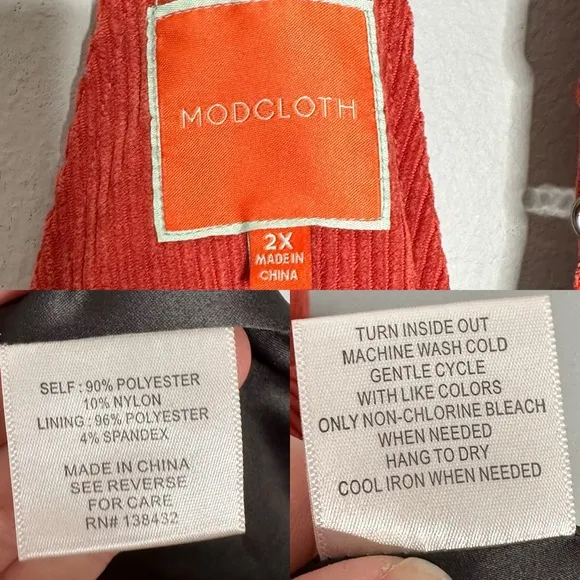 MODCLOTH
2X
MADE IN
CHINA
SELF : 90% POLYESTER
10% NYLON
LINING : 96% POLYESTER
4% SPANDEX
MADE IN CHINA
SEE REVERSE
FOR CARE
RN# 138432
TURN INSIDE OUT
MACHINE WASH COLD
GENTLE CYCLE
WITH LIKE COLORS
ONLY NON-CHLORINE BLEACH
WHEN NEEDED
HANG TO DRY
COOL IRON WHEN NEEDED